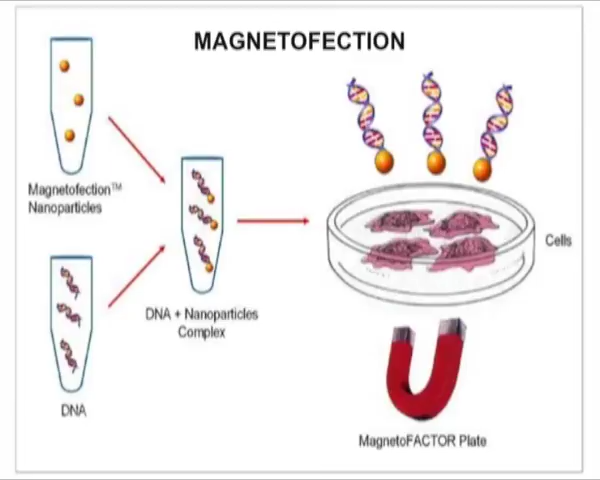 MAGNETOFECTION
Magnetofection™
Nanoparticles
DNA + Nanoparticles
Complex
DNA
Cells
MagnetoFACTOR Plate